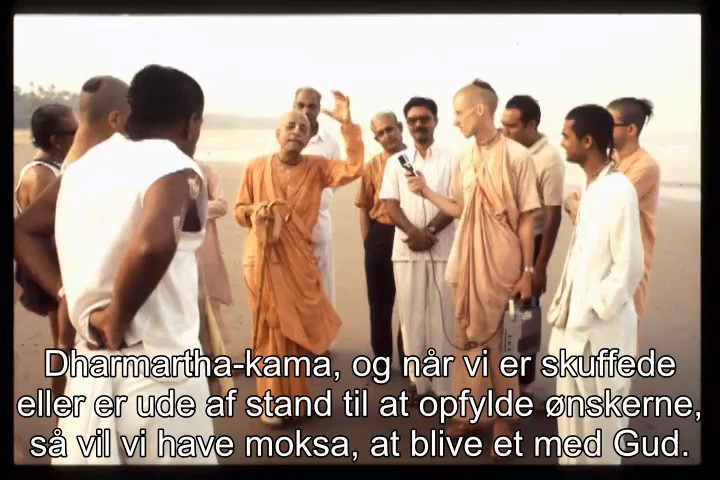 Dharmartha-kama, og når vi er skuffede
eller er ude af stand til at opfylde ønskerne,
så vil vi have moksa, at blive et med Gud.